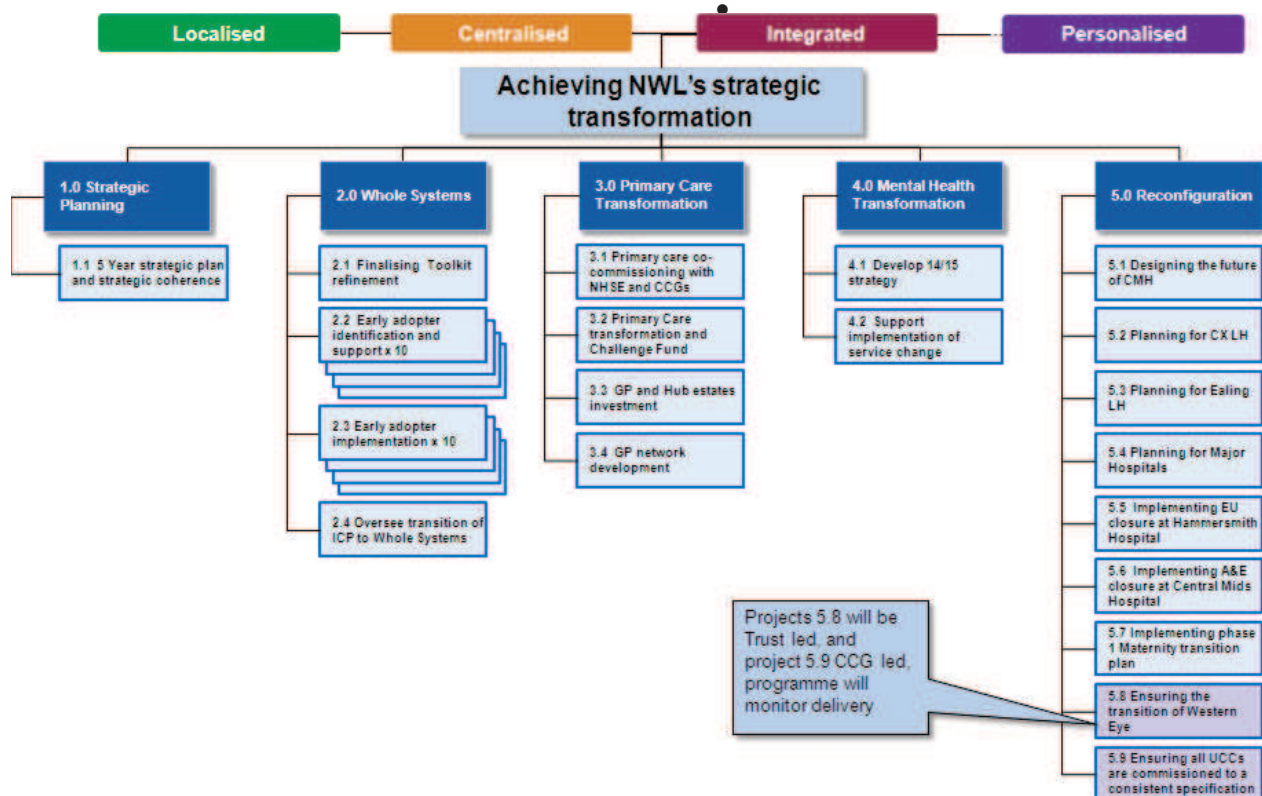 Localised
Centralised
Integrated
Personalised
Achieving NWL's strategic
transformation
1.0 Strategic
Planning
1.1 5 Year strategic plan
and strategic coherence
2.0 Whole Systems
2.1 Finalising Toolkit
refinement
2.2 Early adopter
identification and
support x 10
2.3 Early adopter
implementation x 10
2.4 Oversee transition of
ICP to Whole Systems
3.0 Primary Care
Transformation
3.1 Primary care co-
commissioning with
NHSE and CCGs
3.2 Primary Care
transformation and
Challenge Fund
3.3 GP and Hub estates
investment
3.4 GP network
development
4.0 Mental Health
Transformation
4.1 Develop 14/15
strategy
4.2 Support
implementation of
service change
5.0 Reconfiguration
5.1 Designing the future
of CMH
5.2 Planning for CX LH
5.3 Planning for Ealing
LH
5.4 Planning for Major
Hospitals
5.5 Implementing EU
closure at Hammersmith
Hospital
5.6 Implementing A&E
closure at Central Mids
Hospital
5.7 Implementing phase
1 Maternity transition
plan
5.8 Ensuring the
transition of Western
Eye
5.9 Ensuring all UCCs
are commissioned to a
consistent specification
Projects 5.8 will be
Trust led, and
project 5.9 CCG led,
programme will
monitor delivery